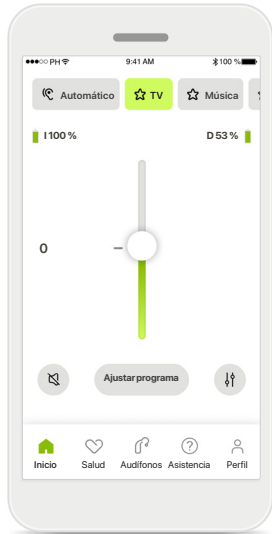 ●●●○○ PH 9:41 AM 100 %
Automático TV Música
I 100 % D 53 %
0
Ajustar programa
Inicio Salud Audífonos Asistencia Perfil